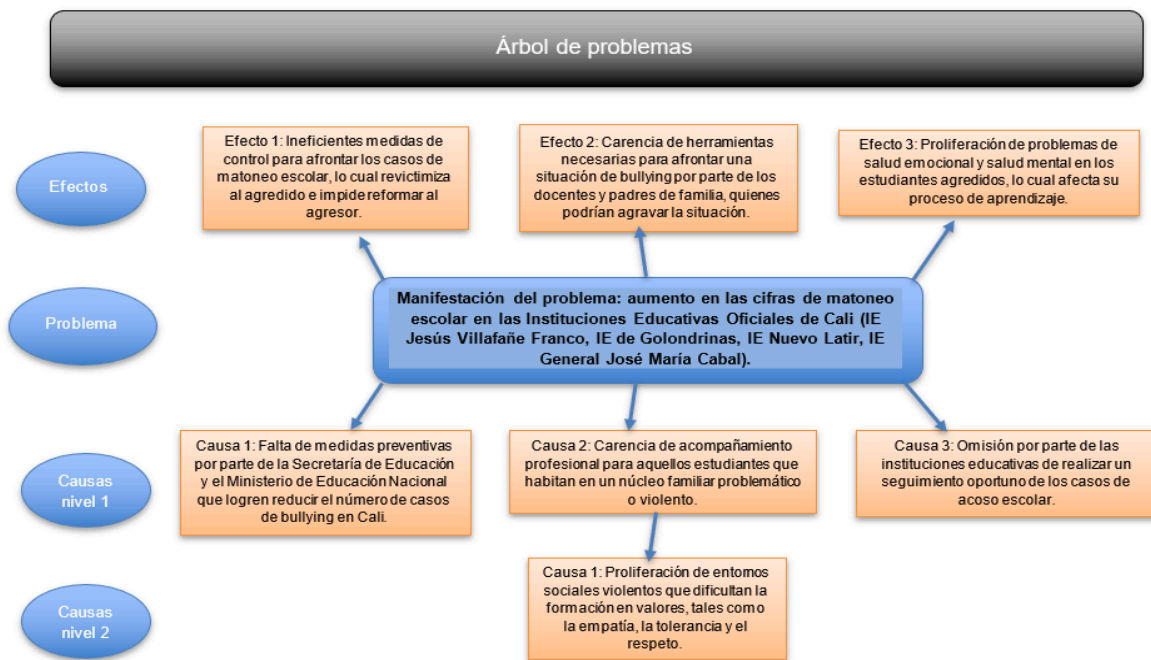 Árbol de problemas
Efectos
Efecto 1: Ineficientes medidas de
control para afrontar los casos de
matoneo escolar, lo cual revictimiza
al agredido e impide reformar al
agresor.
Efecto 2: Carencia de herramientas
necesarias para afrontar una
situación de bullying por parte de los
docentes y padres de familia, quienes
podrían agravar la situación.
Efecto 3: Proliferación de problemas de
salud emocional y salud mental en los
estudiantes agredidos, lo cual afecta su
proceso de aprendizaje.
Problema
Manifestación del problema: aumento en las cifras de matoneo
escolar en las Instituciones Educativas Oficiales de Cali (IE
Jesús Villafañe Franco, IE de Golondrinas, IE Nuevo Latir, IE
General José María Cabal).
Causas
nivel 1
Causa 1: Falta de medidas preventivas
por parte de la Secretaría de Educación
y el Ministerio de Educación Nacional
que logren reducir el número de casos
de bullying en Cali.
Causa 2: Carencia de acompañamiento
profesional para aquellos estudiantes que
habitan en un núcleo familiar problemático
o violento.
Causa 3: Omisión por parte de las
instituciones educativas de realizar un
seguimiento oportuno de los casos de
acoso escolar.
Causas
nivel 2
Causa 1: Proliferación de entornos
sociales violentos que dificultan la
formación en valores, tales como
la empatía, la tolerancia y el
respeto.